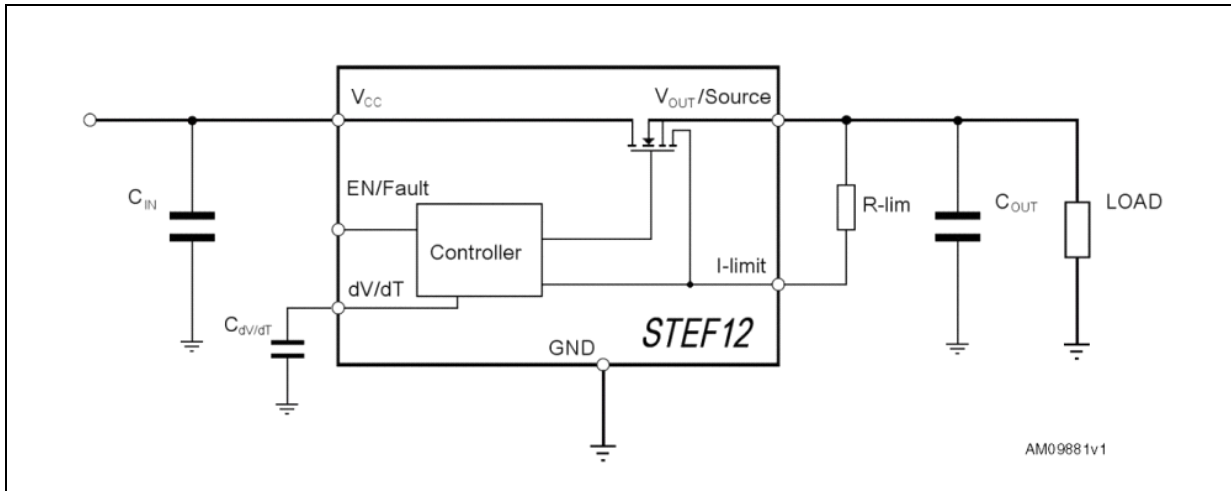 V_CC
V_OUT/Source
EN/Fault
C_IN
R-lim
C_OUT
LOAD
Controller
I-limit
dV/dT
C_dV/dT
STEF12
GND
AM09881v1